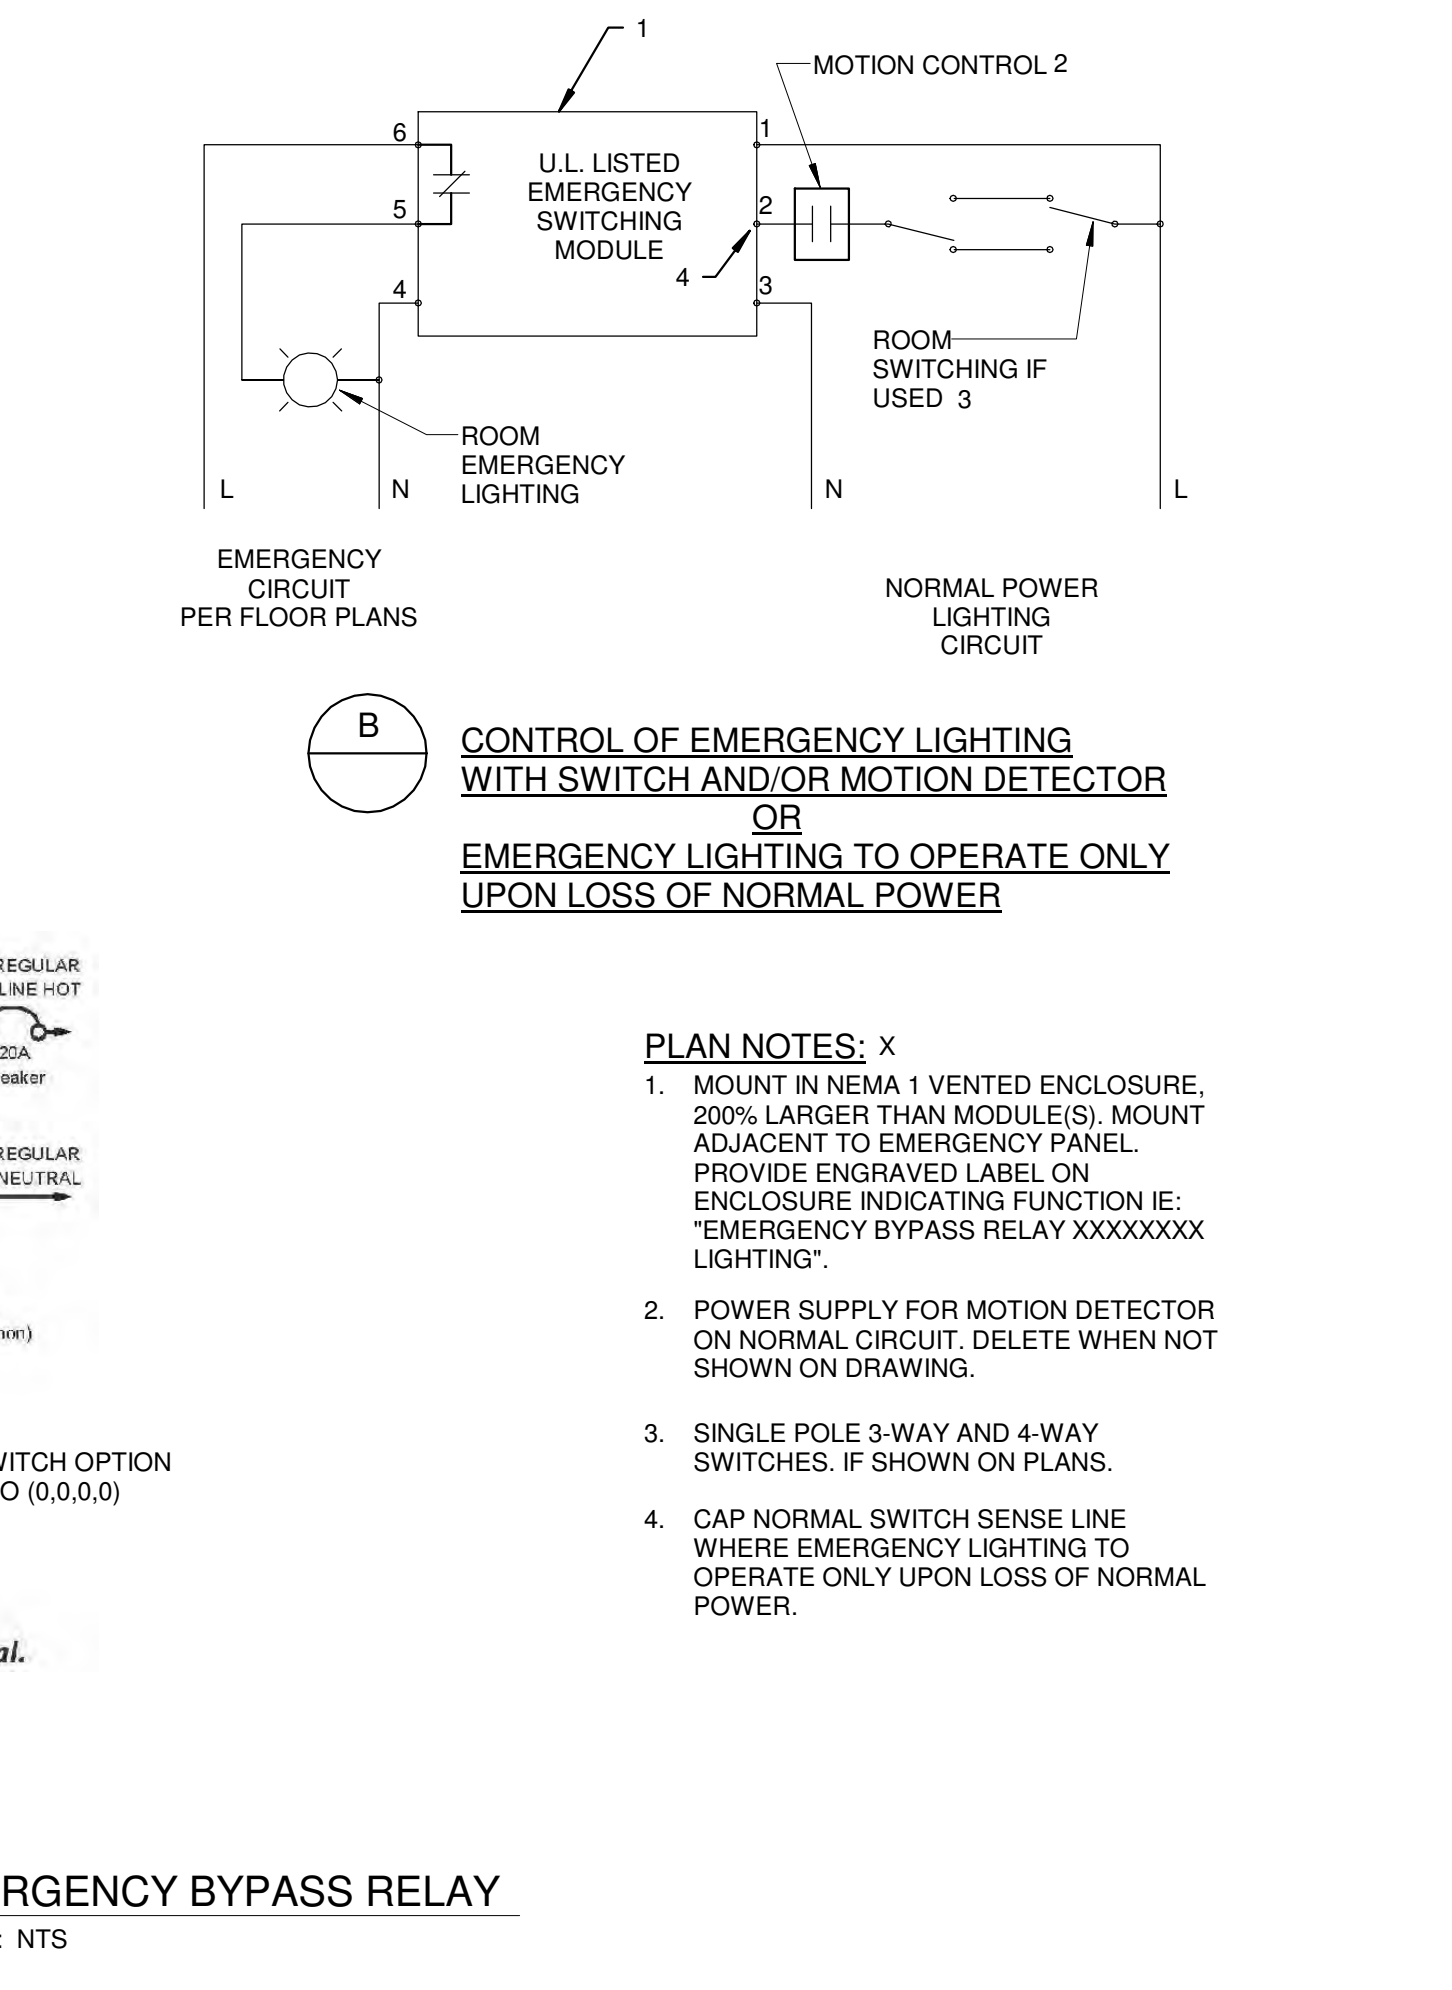 1
MOTION CONTROL 2
6
1
U.L. LISTED
EMERGENCY
SWITCHING
MODULE
5
2
4
4
3
ROOM
SWITCHING IF
USED 3
ROOM
EMERGENCY
LIGHTING
L
N
N
L
EMERGENCY
CIRCUIT
PER FLOOR PLANS
NORMAL POWER
LIGHTING
CIRCUIT
B
CONTROL OF EMERGENCY LIGHTING
WITH SWITCH AND/OR MOTION DETECTOR
OR
EMERGENCY LIGHTING TO OPERATE ONLY
UPON LOSS OF NORMAL POWER
REGULAR
LINE HOT
20A
eaker
REGULAR
NEUTRAL
non)
WITCH OPTION
O (0,0,0,0)
al.
PLAN NOTES: X
1. MOUNT IN NEMA 1 VENTED ENCLOSURE,
200% LARGER THAN MODULE(S). MOUNT
ADJACENT TO EMERGENCY PANEL.
PROVIDE ENGRAVED LABEL ON
ENCLOSURE INDICATING FUNCTION IE:
"EMERGENCY BYPASS RELAY XXXXXXXX
LIGHTING".
2. POWER SUPPLY FOR MOTION DETECTOR
ON NORMAL CIRCUIT. DELETE WHEN NOT
SHOWN ON DRAWING.
3. SINGLE POLE 3-WAY AND 4-WAY
SWITCHES. IF SHOWN ON PLANS.
4. CAP NORMAL SWITCH SENSE LINE
WHERE EMERGENCY LIGHTING TO
OPERATE ONLY UPON LOSS OF NORMAL
POWER.
RGENCY BYPASS RELAY
: NTS